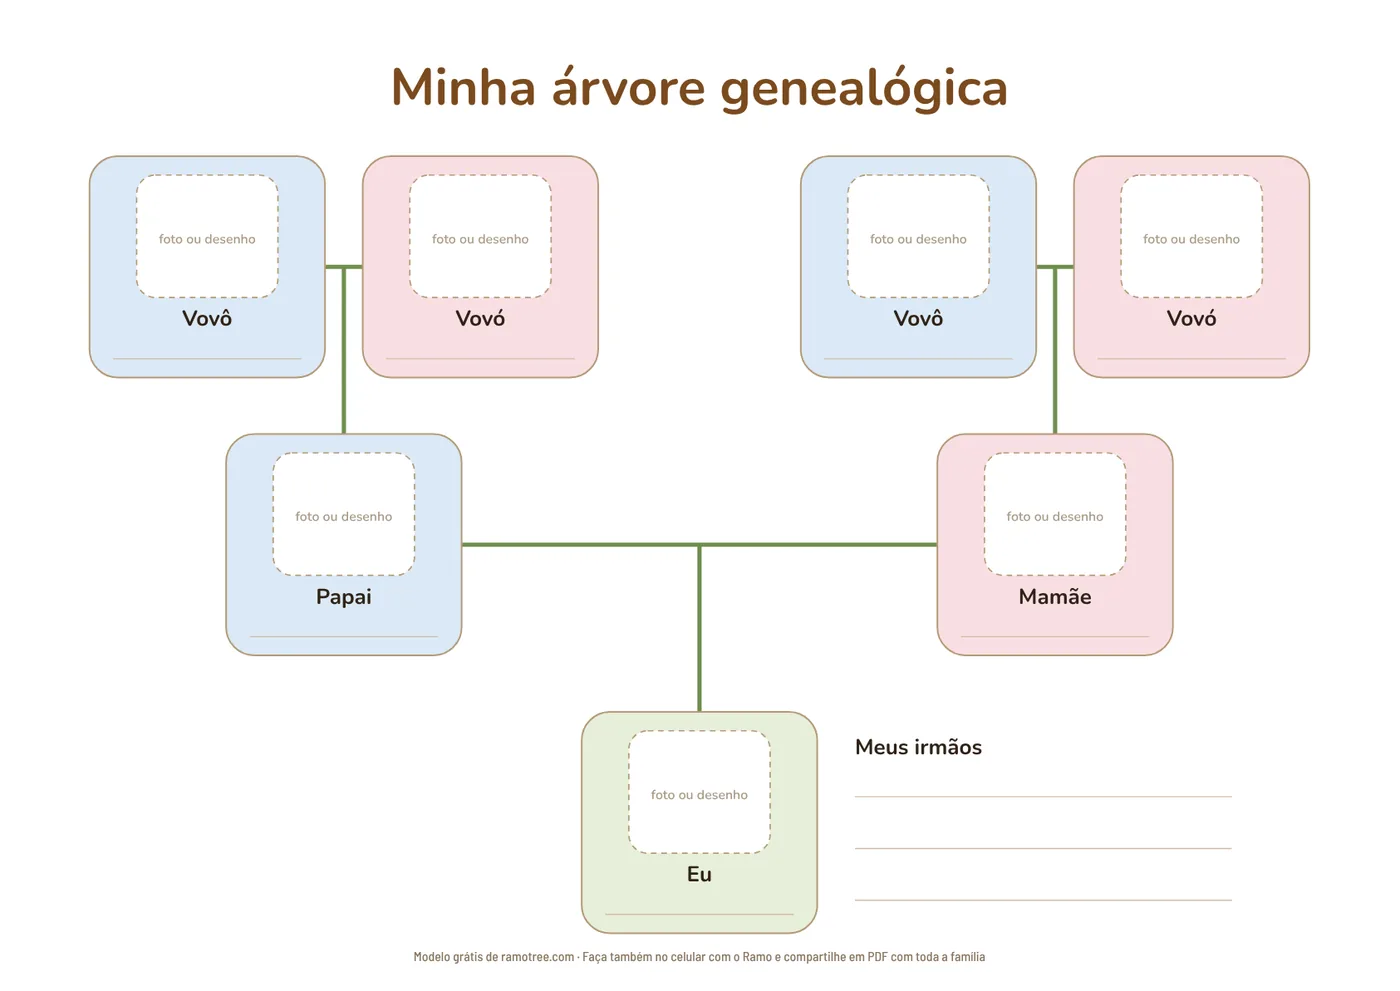 Minha árvore genealógica
foto ou desenho
Vovô
foto ou desenho
Vovó
foto ou desenho
Vovô
foto ou desenho
Vovó
foto ou desenho
Papai
foto ou desenho
Mamãe
foto ou desenho
Eu
Meus irmãos
Modelo grátis de ramotree.com · Faça também no celular com o Ramo e compartilhe em PDF com toda a família